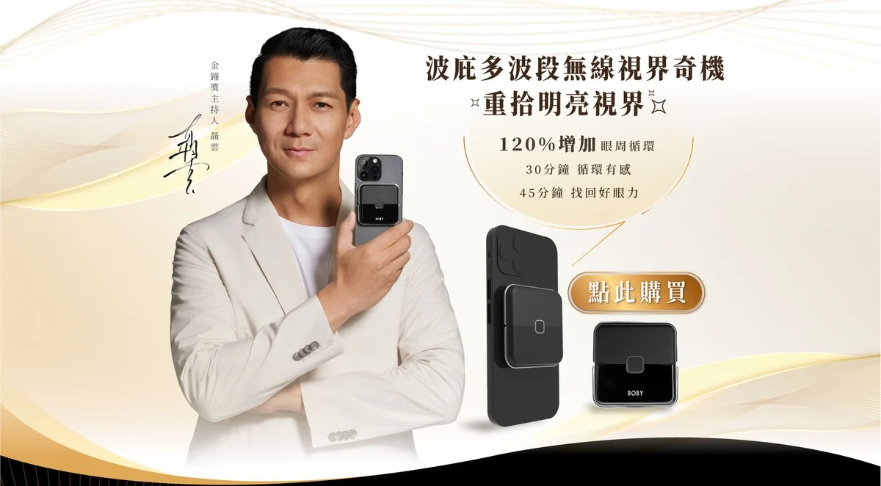 波庇多波段無線視界奇機
重拾明亮視界
120%增加眼周循環
30分鐘 循環有感
45分鐘 找回好眼力
金鐘獎主持人 聶雲
點此購買
BOBY
BOBY